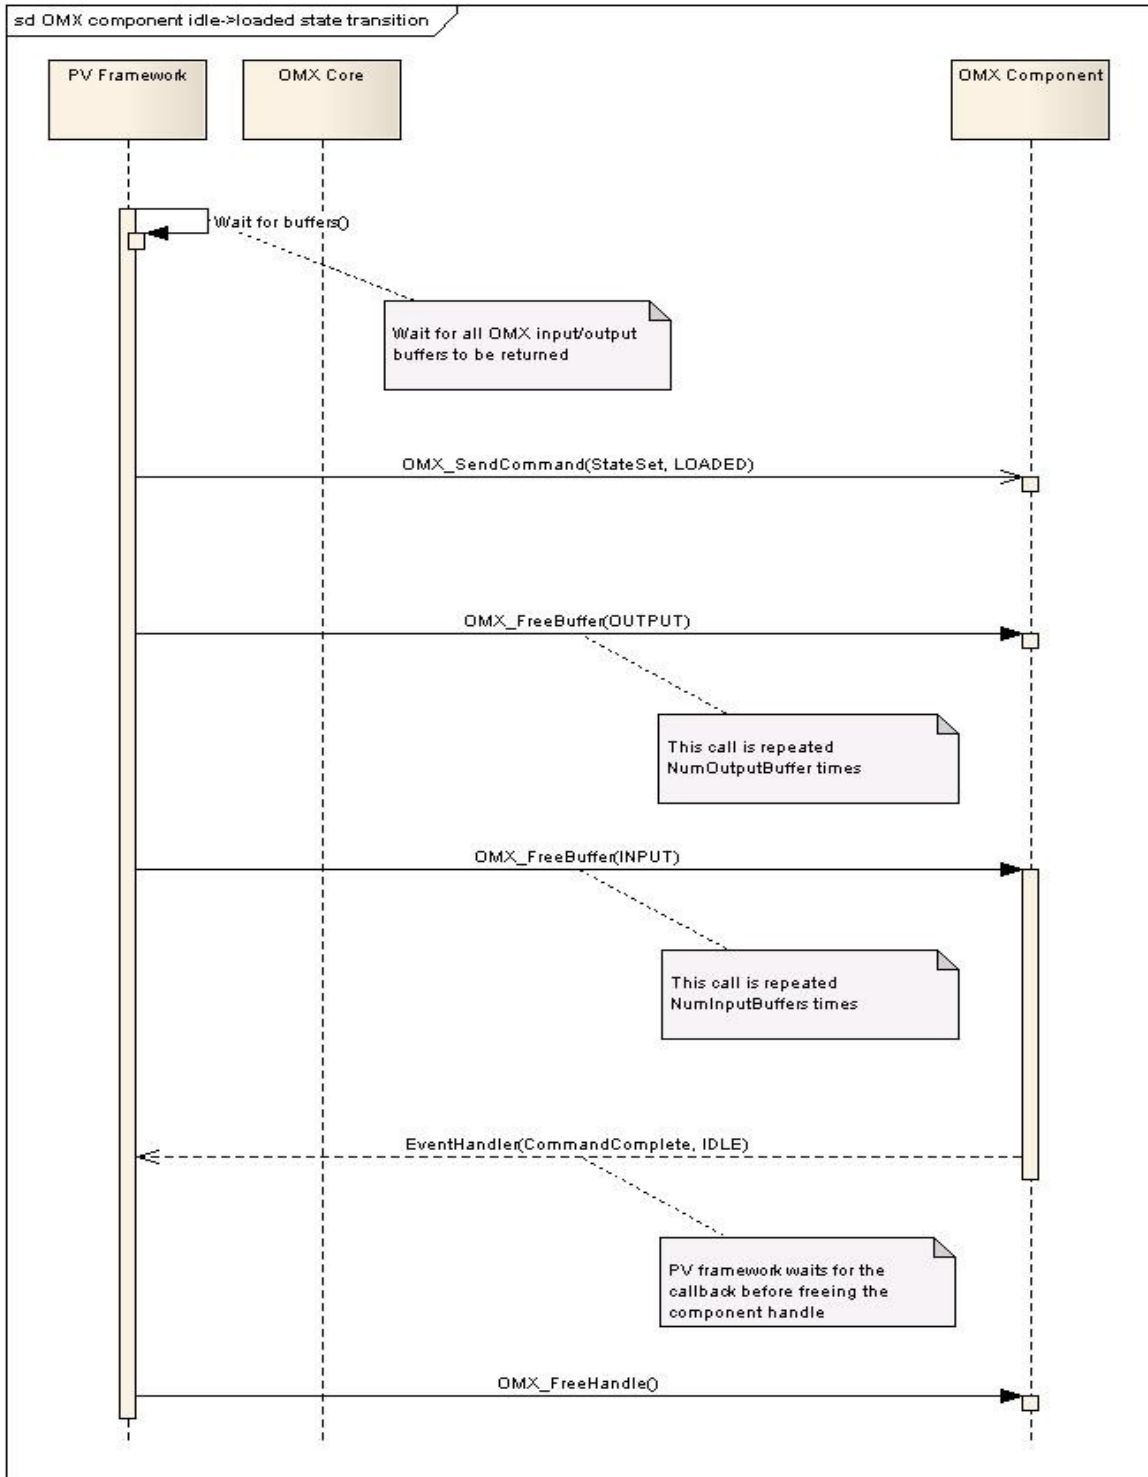 sd OMX component idle->loaded state transition
PV Framework
OMX Core
OMX Component
Wait for buffers()
Wait for all OMX input/output
buffers to be returned
OMX_SendCommand(StateSet, LOADED)
OMX_FreeBuffer(OUTPUT)
This call is repeated
NumOutputBuffer times
OMX_FreeBuffer(INPUT)
This call is repeated
NumInputBuffers times
EventHandler(CommandComplete, IDLE)
PV framework waits for the
callback before freeing the
component handle
OMX_FreeHandle()